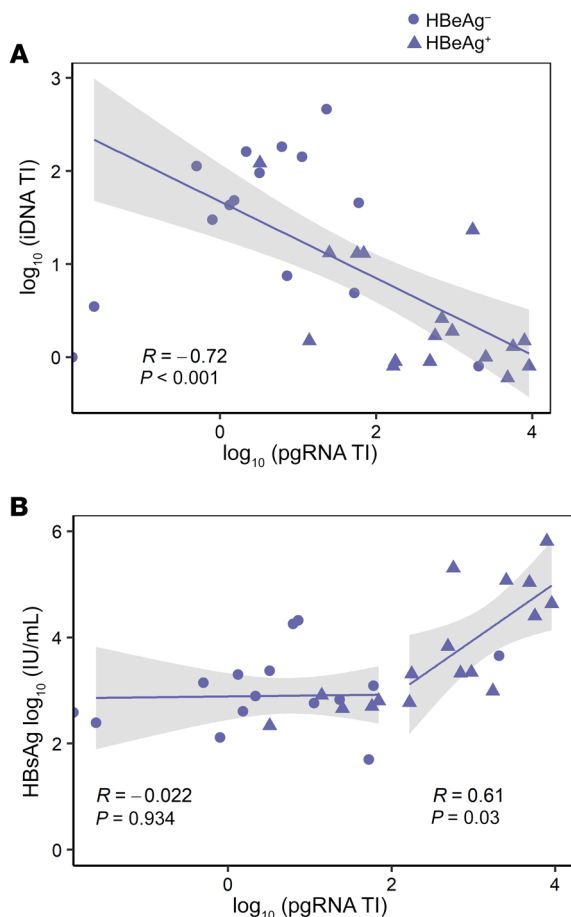 HBeAg⁻
HBeAg⁺
A
3
2
1
0
log₁₀ (iDNA TI)
R = −0.72
P < 0.001
0
2
4
log₁₀ (pgRNA TI)
B
6
4
2
0
HBsAg log₁₀ (IU/mL)
R = −0.022
P = 0.934
R = 0.61
P = 0.03
0
2
4
log₁₀ (pgRNA TI)